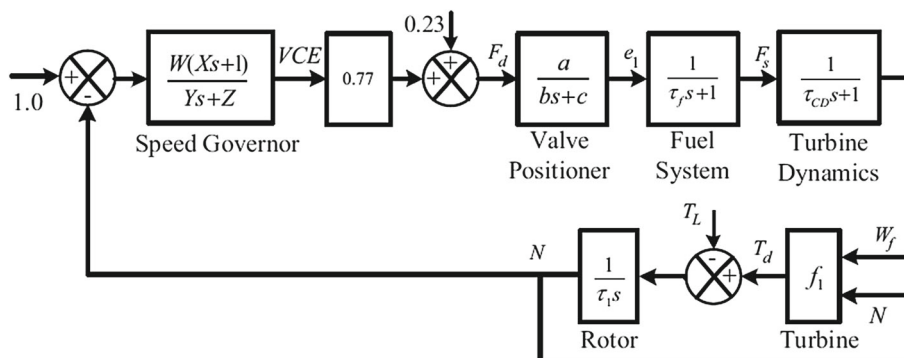 0.23
1.0
+
-
W(Xs+1)
Ys+Z
VCE
0.77
+
+
F_d
a
bs+c
e_1
1
τ_f s+1
F_s
1
τ_CD s+1
Speed Governor
Valve
Positioner
Fuel
System
Turbine
Dynamics
T_L
N
1
τ_1 s
-
+
T_d
f_1
W_f
N
Rotor
Turbine